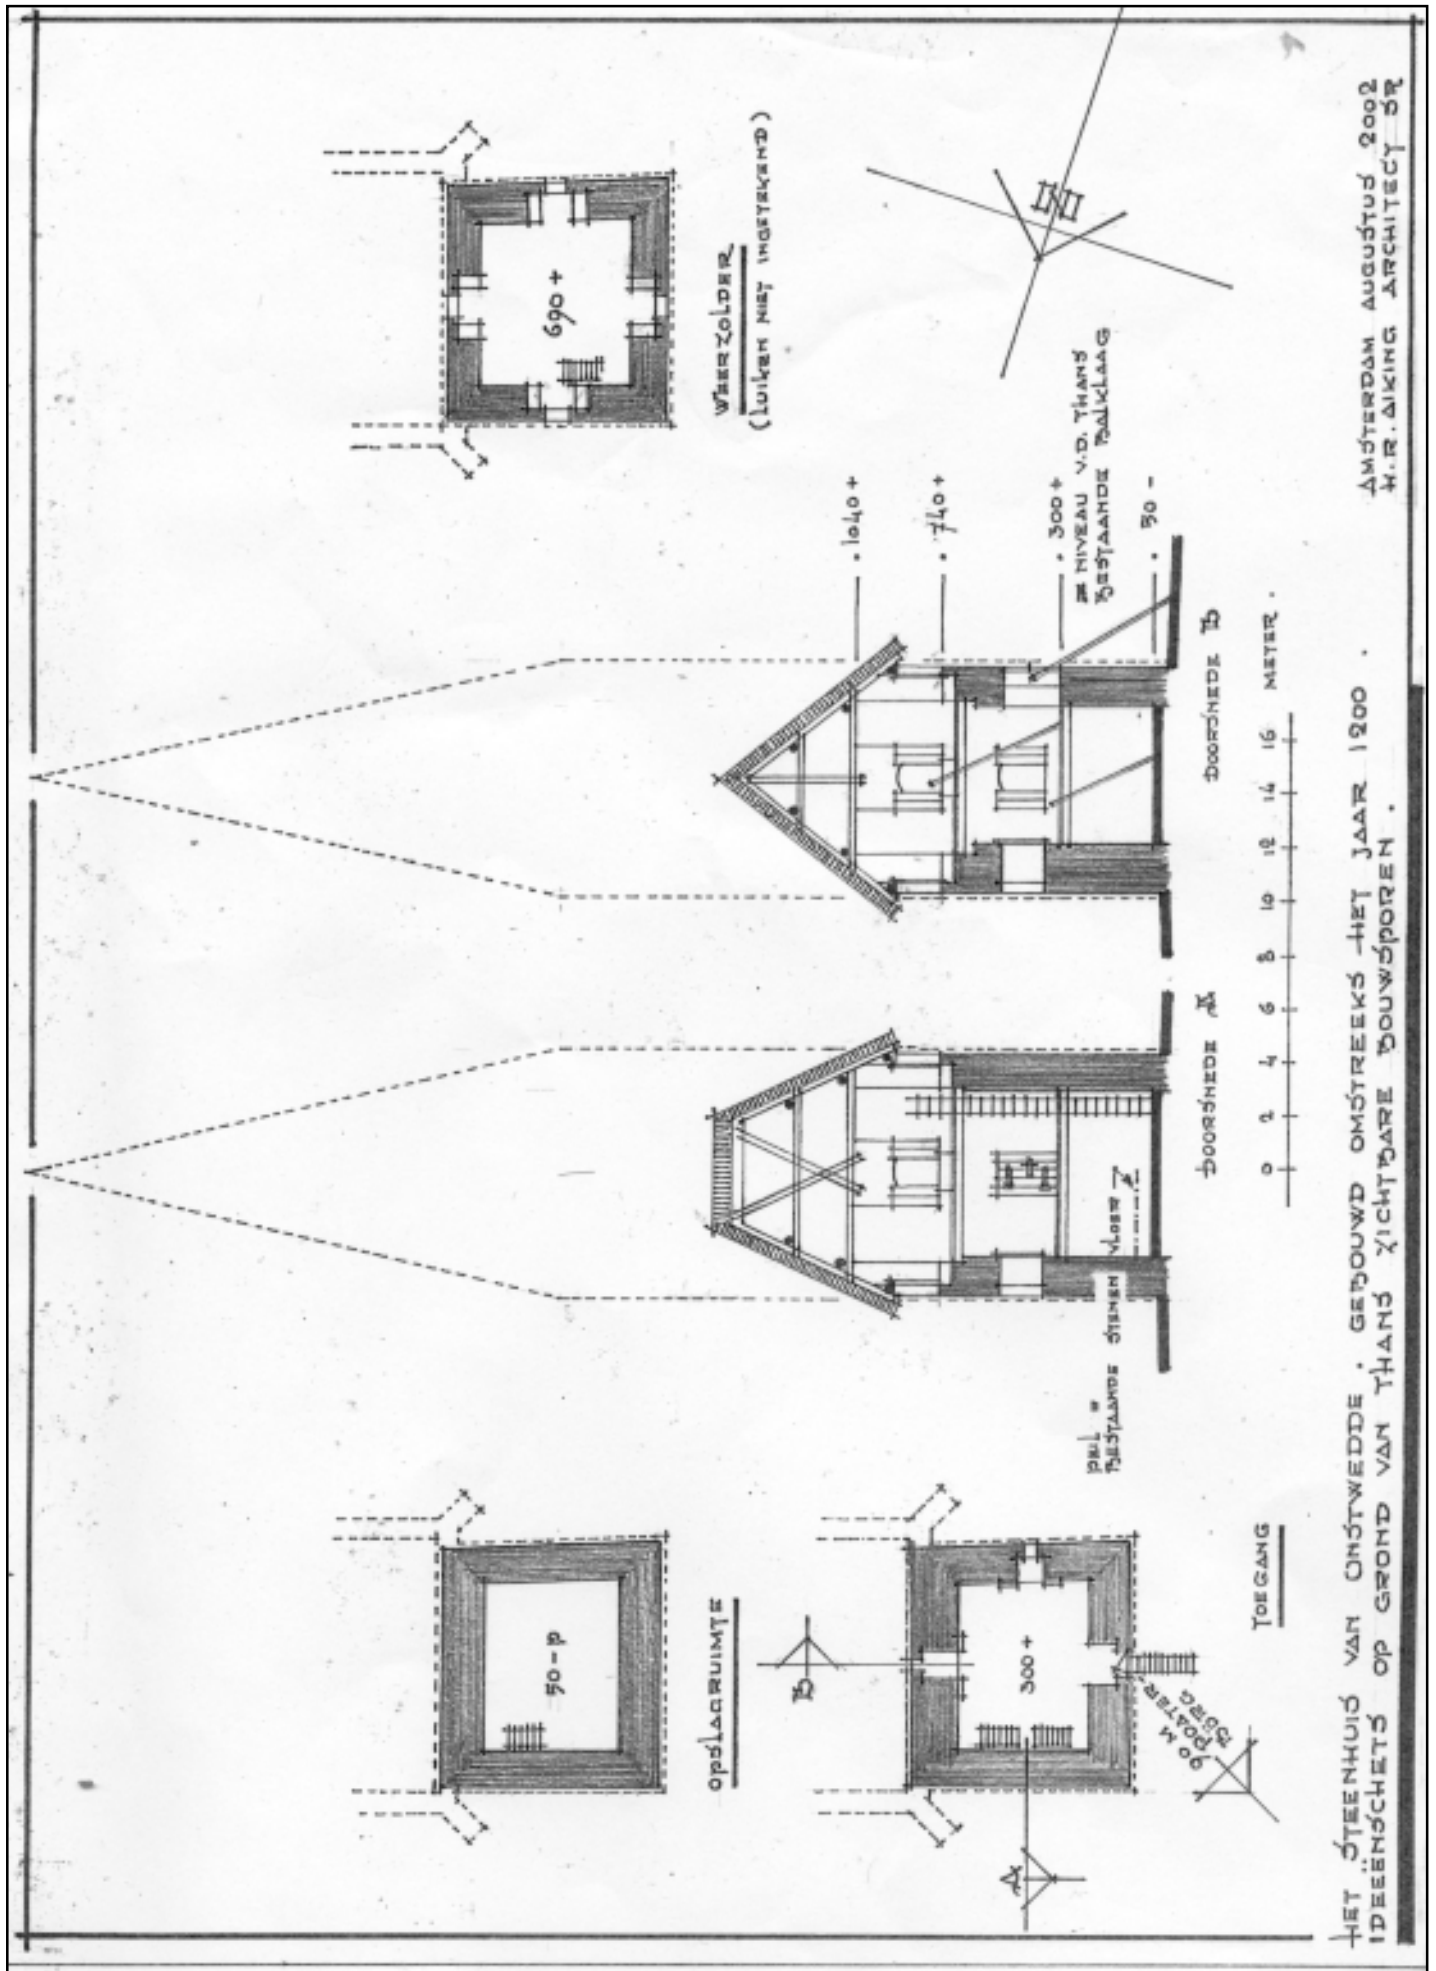 OPSLAGRUIMTE
50-P
WEERZOLDER
(LUIKEN NIET INGETEKEND)
690+
B
300+
A
90 M
TOEGANG
PEIL =
BESTAANDE STENEN VLOER
DOORSNEDE A
DOORSNEDE B
. 1040+
. 740+
. 300+
= NIVEAU V.D. THANS
BESTAANDE BALKLAAG
. 50 -
N
0 2 4 6 8 10 12 14 16 METER .
HET STEENHUIS VAN ONSTWEDDE . GEBOUWD OMSTREEKS HET JAAR 1200 .
IDEEËNSCHETS OP GROND VAN THANS ZICHTBARE BOUWSPOREN .
AMSTERDAM AUGUSTUS 2002
H.R. AIKING ARCHITECT SR